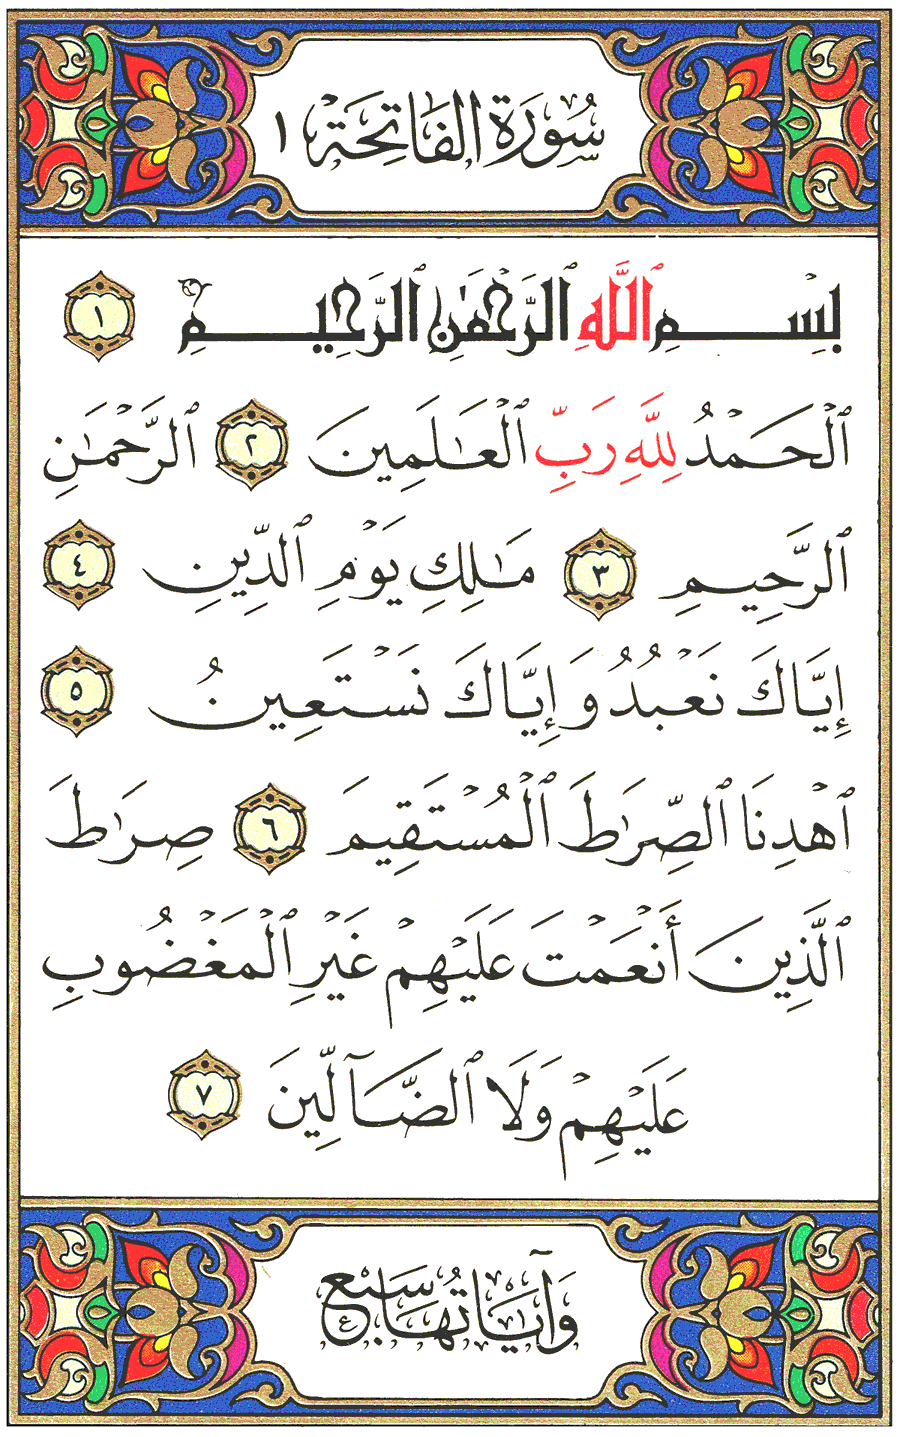 سُورَةُ الفَاتِحَةِ ١
بِسْمِ ٱللَّهِ ٱلرَّحْمَٰنِ ٱلرَّحِيمِ ١
ٱلْحَمْدُ لِلَّهِ رَبِّ ٱلْعَٰلَمِينَ ٢ ٱلرَّحْمَٰنِ
ٱلرَّحِيمِ ٣ مَٰلِكِ يَوْمِ ٱلدِّينِ ٤
إِيَّاكَ نَعْبُدُ وَإِيَّاكَ نَسْتَعِينُ ٥
ٱهْدِنَا ٱلصِّرَٰطَ ٱلْمُسْتَقِيمَ ٦ صِرَٰطَ
ٱلَّذِينَ أَنْعَمْتَ عَلَيْهِمْ غَيْرِ ٱلْمَغْضُوبِ
عَلَيْهِمْ وَلَا ٱلضَّآلِّينَ ٧
وَآيَاتُهَا سَبْعٌ